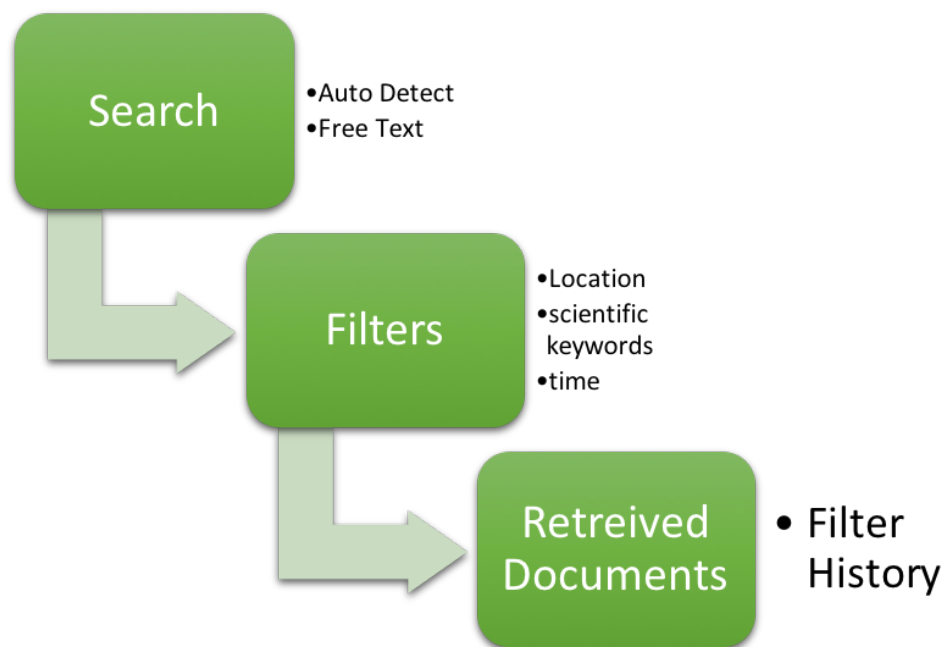 Search
•Auto Detect
•Free Text
Filters
•Location
•scientific
keywords
•time
Retreived
Documents
• Filter
History